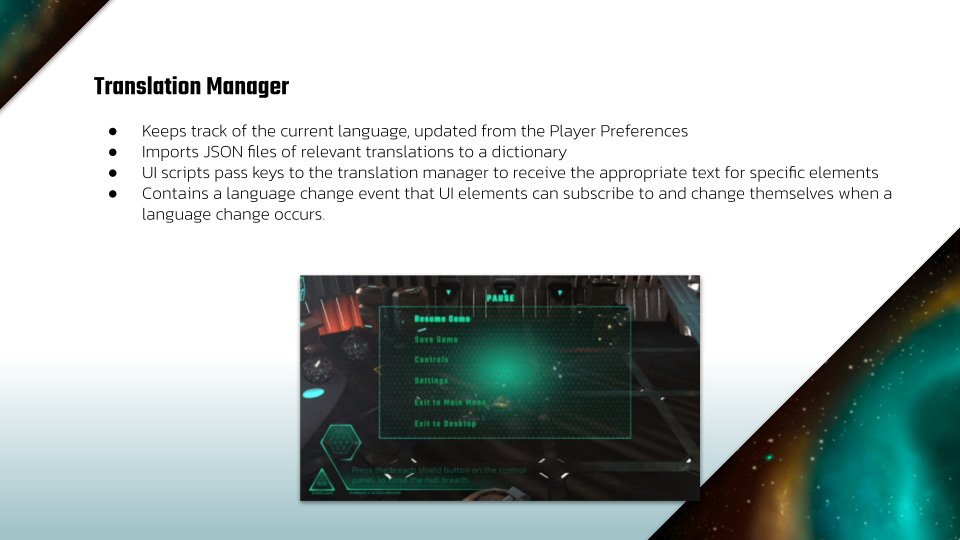 Translation Manager
● Keeps track of the current language, updated from the Player Preferences
● Imports JSON files of relevant translations to a dictionary
● UI scripts pass keys to the translation manager to receive the appropriate text for specific elements
● Contains a language change event that UI elements can subscribe to and change themselves when a
language change occurs.
PAUSE
Resume Game
Save Game
Controls
Settings
Exit to Main Menu
Exit to Desktop
Press the breach shield button on the control
panel to close the hull breach.